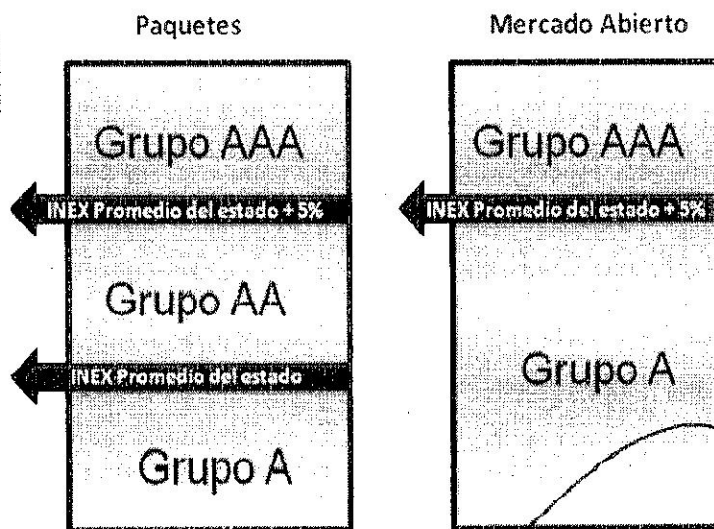 Paquetes
Grupo AAA
INEX Promedio del estado + 5%
Grupo AA
INEX Promedio del estado
Grupo A
Mercado Abierto
Grupo AAA
INEX Promedio del estado + 5%
Grupo A